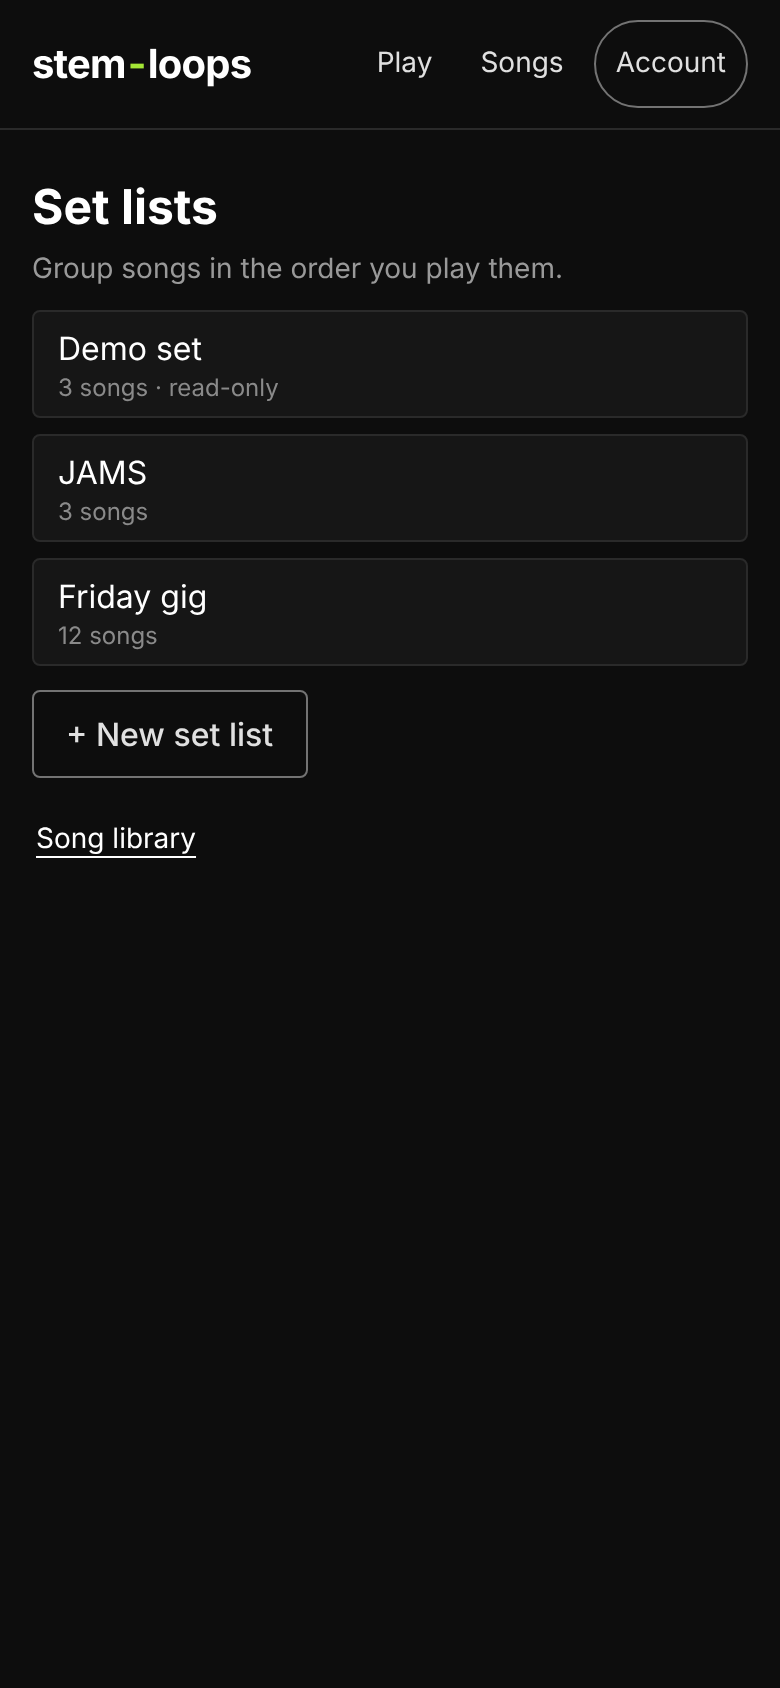 stem-loops
Play
Songs
Account
Set lists
Group songs in the order you play them.
Demo set
3 songs · read-only
JAMS
3 songs
Friday gig
12 songs
+ New set list
Song library